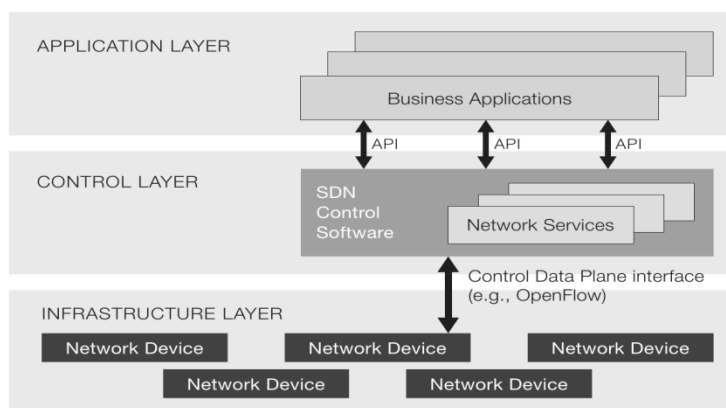 APPLICATION LAYER
Business Applications
API
API
API
CONTROL LAYER
SDN
Control
Software
Network Services
Control Data Plane interface
(e.g., OpenFlow)
INFRASTRUCTURE LAYER
Network Device
Network Device
Network Device
Network Device
Network Device